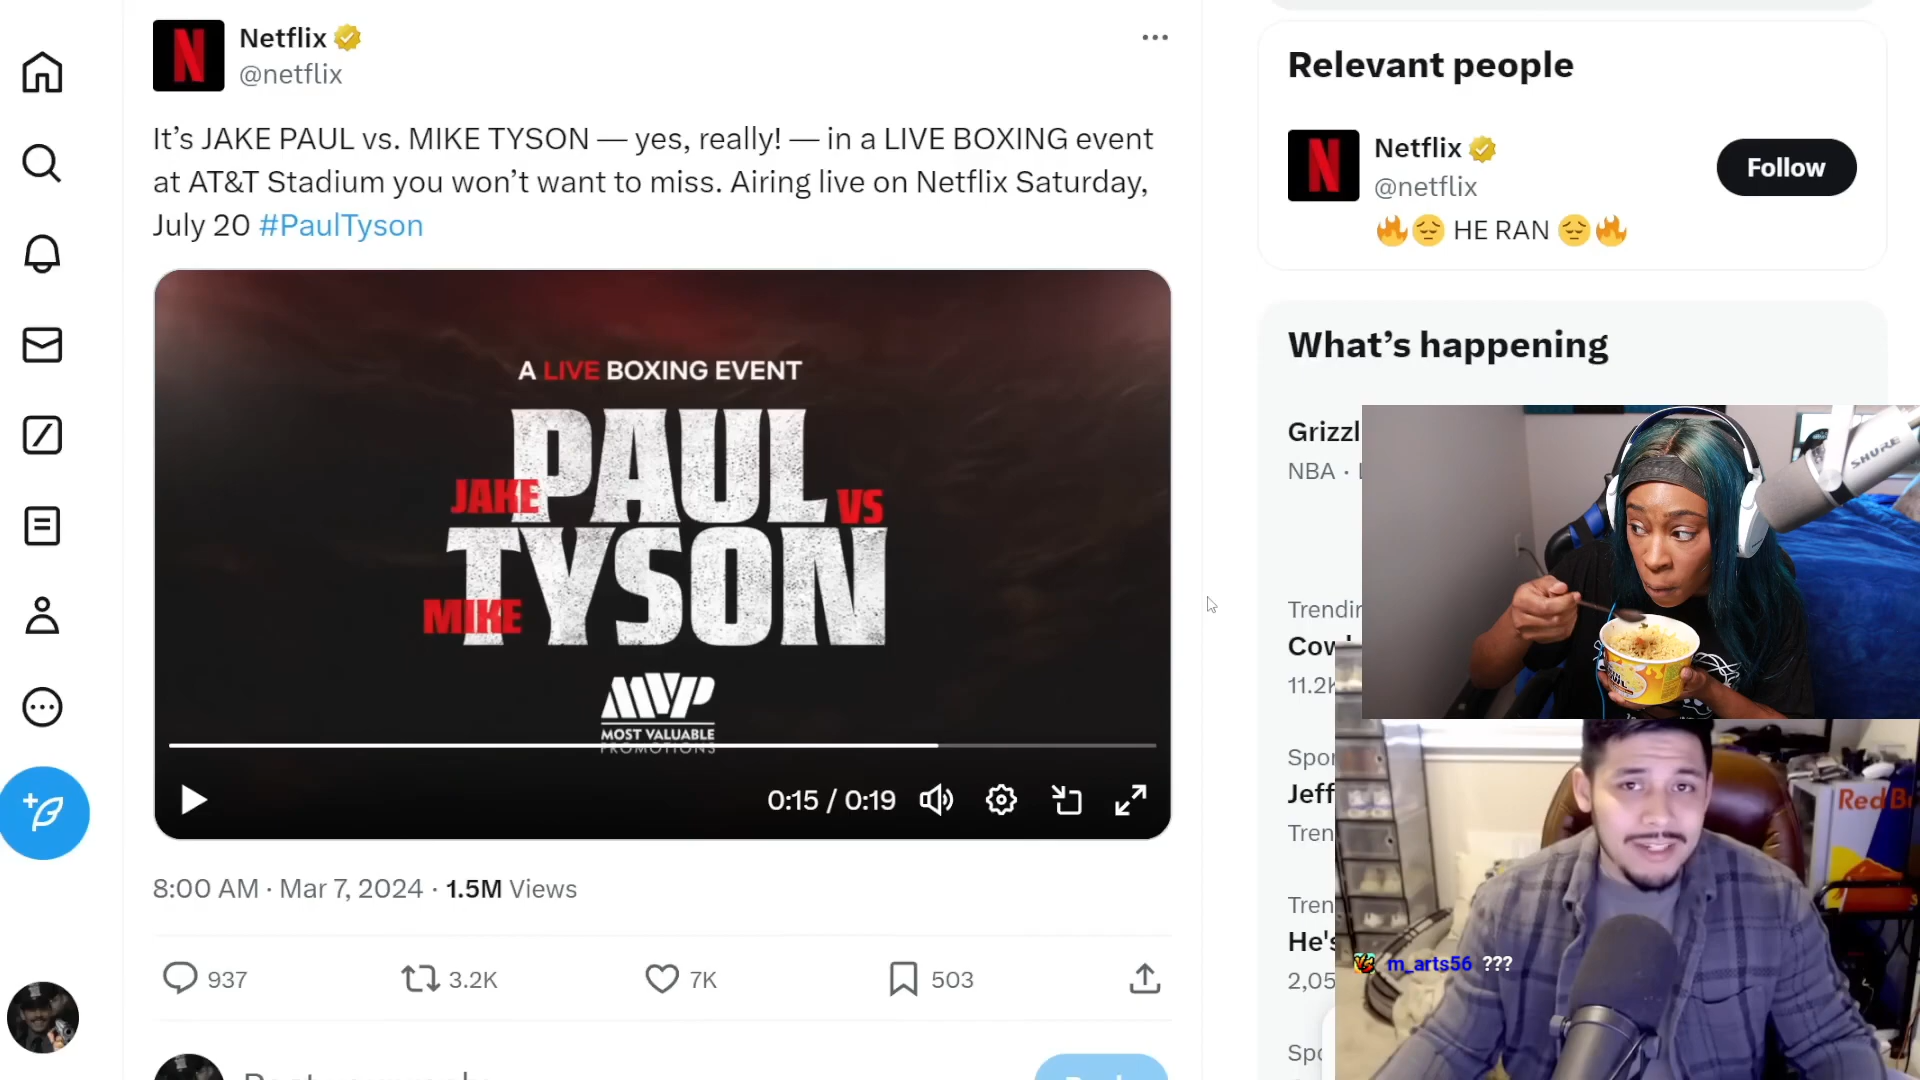 Netflix
@netflix
It’s JAKE PAUL vs. MIKE TYSON — yes, really! — in a LIVE BOXING event
at AT&T Stadium you won’t want to miss. Airing live on Netflix Saturday,
July 20 #PaulTyson
A LIVE BOXING EVENT
JAKE PAUL VS
MIKE TYSON
MVP
MOST VALUABLE
PROMOTIONS
0:15 / 0:19
8:00 AM · Mar 7, 2024 · 1.5M Views
937
3.2K
7K
503
Relevant people
Netflix
@netflix
Follow
🔥😔 HE RAN 😔🔥
What’s happening
Grizzl
NBA ·
Trendin
11.2K
Spor
Jeff
Tren
Tren
He's
2,05
Spo
SHURE
Red Bu
m_arts56 ???